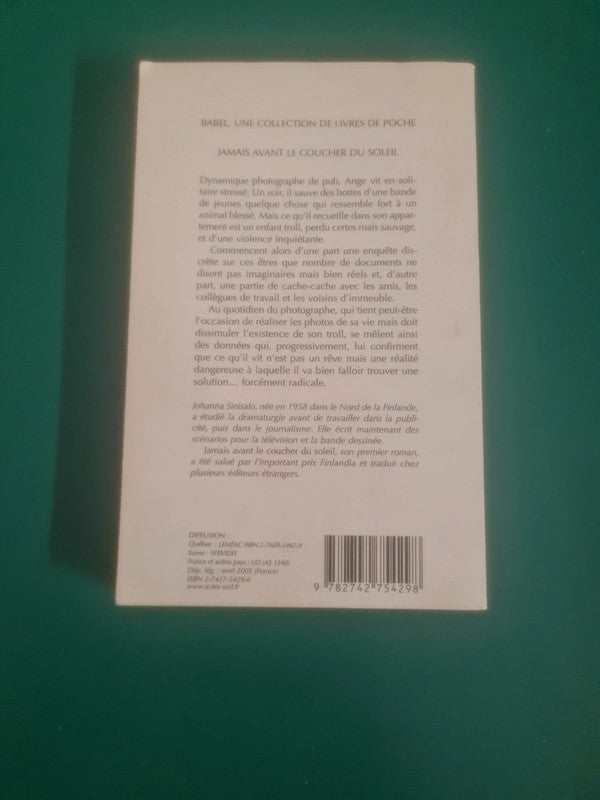 BABEL, UNE COLLECTION DE LIVRES DE POCHE
JAMAIS AVANT LE COUCHER DU SOLEIL
Dynamique photographe de pub, Ange vit en soli-
taire stressé. Un soir, il sauve des bottes d'une bande
de jeunes quelque chose qui ressemble fort à un
animal blessé. Mais ce qu'il recueille dans son appar-
tement est un enfant troll, perdu certes mais sauvage,
et d'une violence inquiétante.
Commencent alors d'une part une enquête dis-
crète sur ces êtres que nombre de documents ne
disent pas imaginaires mais bien réels et, d'autre
part, une partie de cache-cache avec les amis, les
collègues de travail et les voisins d'immeuble.
Au quotidien du photographe, qui tient peut-être
l'occasion de réaliser les photos de sa vie mais doit
dissimuler l'existence de son troll, se mêlent ainsi
des données qui, progressivement, lui confirment
que ce qu'il vit n'est pas un rêve mais une réalité
dangereuse à laquelle il va bien falloir trouver une
solution... forcément radicale.
Johanna Sinisalo, née en 1958 dans le Nord de la Finlande,
a étudié la dramaturgie avant de travailler dans la publi-
cité, puis dans le journalisme. Elle écrit maintenant des
scénarios pour la télévision et la bande dessinée.
Jamais avant le coucher du soleil, son premier roman,
a été salué par l'important prix Finlandia et traduit chez
plusieurs éditeurs étrangers.
DIFFUSION :
Québec : LEMÉAC ISBN 2-7609-2467-X
Suisse : SERVIDIS
France et autres pays : UD (AS 1540)
Dép. lég. : avril 2005 (France)
ISBN 2-7427-5429-6
www.actes-sud.fr
9 782742 754298